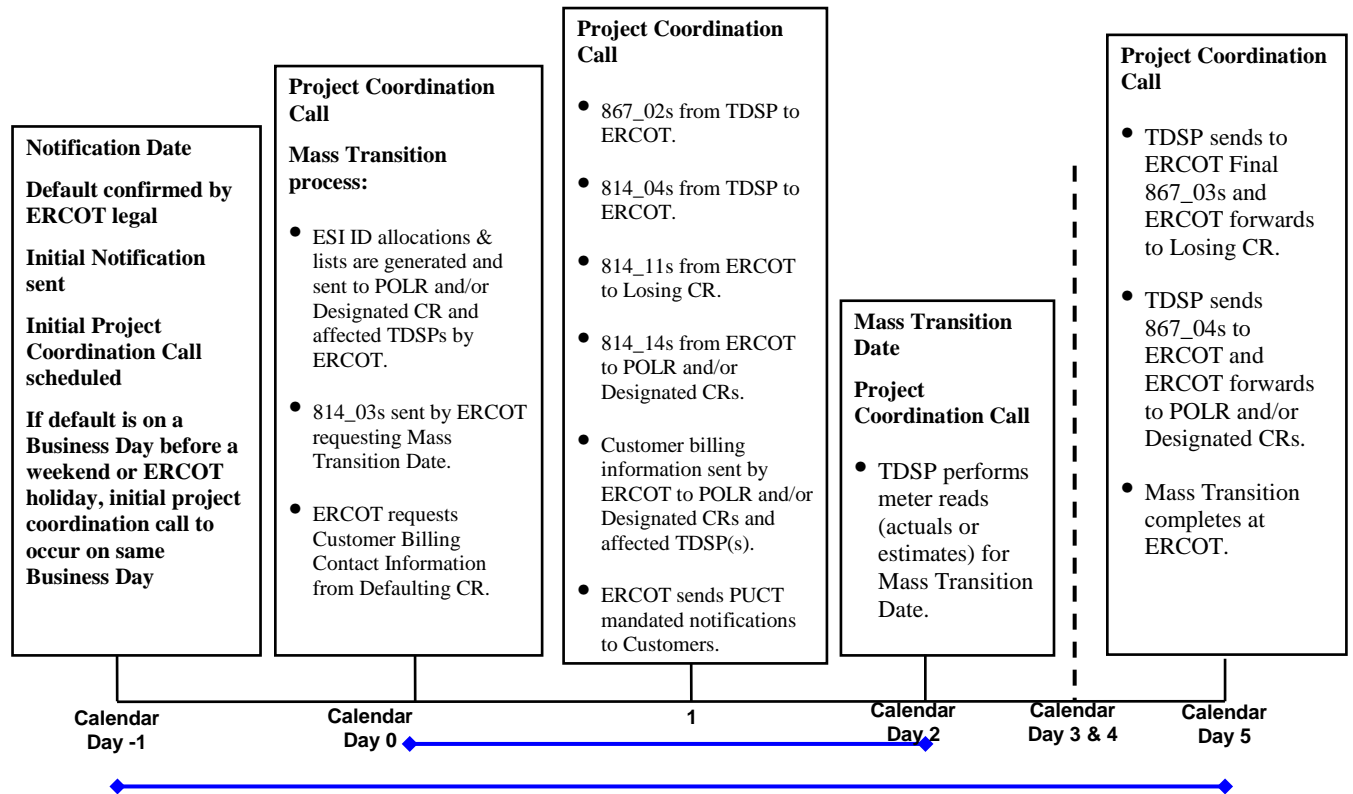 Notification Date
Default confirmed by
ERCOT legal
Initial Notification
sent
Initial Project
Coordination Call
scheduled
If default is on a
Business Day before a
weekend or ERCOT
holiday, initial project
coordination call to
occur on same
Business Day
Project Coordination
Call
Mass Transition
process:
• ESI ID allocations &
lists are generated and
sent to POLR and/or
Designated CR and
affected TDSPs by
ERCOT.
• 814_03s sent by ERCOT
requesting Mass
Transition Date.
• ERCOT requests
Customer Billing
Contact Information
from Defaulting CR.
Project Coordination
Call
• 867_02s from TDSP to
ERCOT.
• 814_04s from TDSP to
ERCOT.
• 814_11s from ERCOT
to Losing CR.
• 814_14s from ERCOT
to POLR and/or
Designated CRs.
• Customer billing
information sent by
ERCOT to POLR and/or
Designated CRs and
affected TDSP(s).
• ERCOT sends PUCT
mandated notifications
to Customers.
Mass Transition
Date
Project
Coordination Call
• TDSP performs
meter reads
(actuals or
estimates) for
Mass Transition
Date.
Project Coordination
Call
• TDSP sends to
ERCOT Final
867_03s and
ERCOT forwards
to Losing CR.
• TDSP sends
867_04s to
ERCOT and
ERCOT forwards
to POLR and/or
Designated CRs.
• Mass Transition
completes at
ERCOT.
Calendar
Day -1
Calendar
Day 0
1
Calendar
Day 2
Calendar
Day 3 & 4
Calendar
Day 5